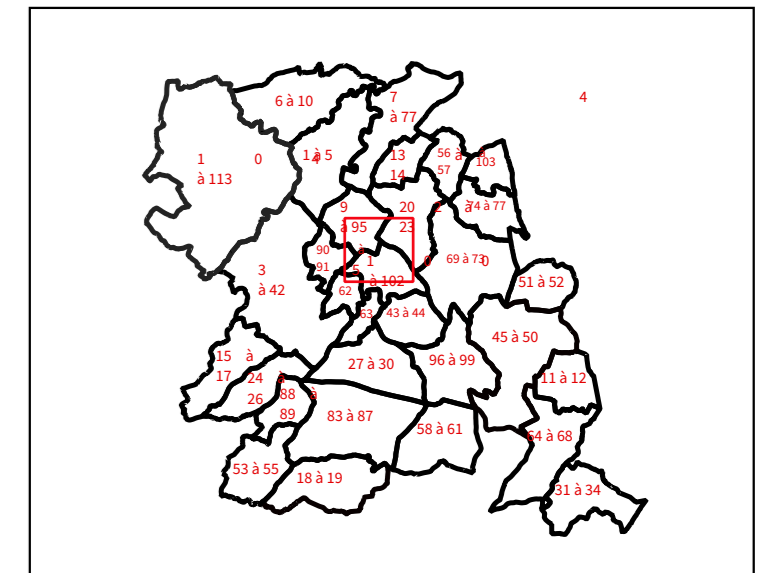 7
4
6 à 10
à 77
1 0 4
1 à 5
13
56 à
103
à 113
14
57
9
20
2
à
74 à 77
à 95
23
90
à
91
5
1
0
69 à 73
0
3
à 102
51 à 52
à 42
62
63
43 à 44
45 à 50
15 à
17
27 à 30
96 à 99
24 à
11 à 12
26
88 à
89
83 à 87
58 à 61
64 à 68
53 à 55
18 à 19
31 à 34